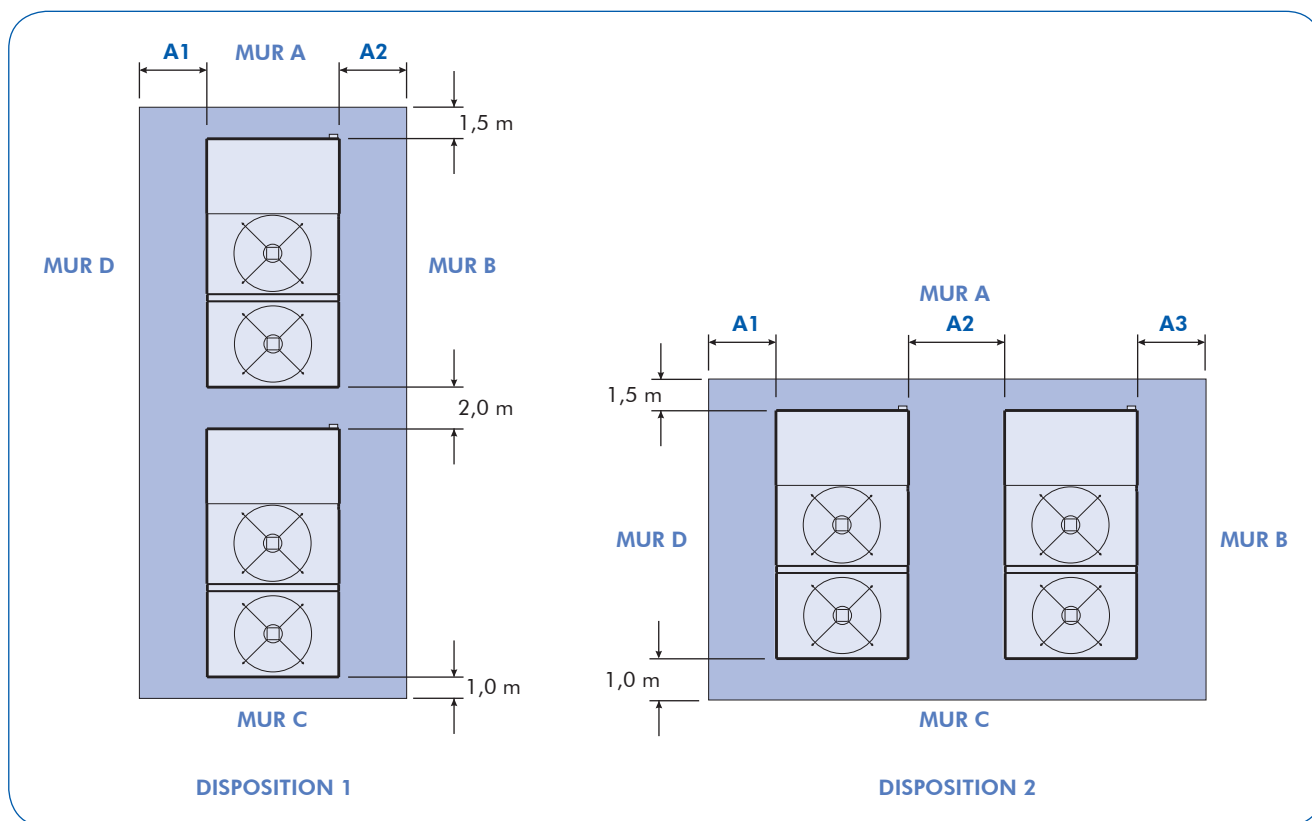 A1 MUR A A2
1,5 m
MUR D
MUR B
2,0 m
1,0 m
MUR C
DISPOSITION 1
MUR A
A1 A2 A3
1,5 m
MUR D
MUR B
1,0 m
MUR C
DISPOSITION 2